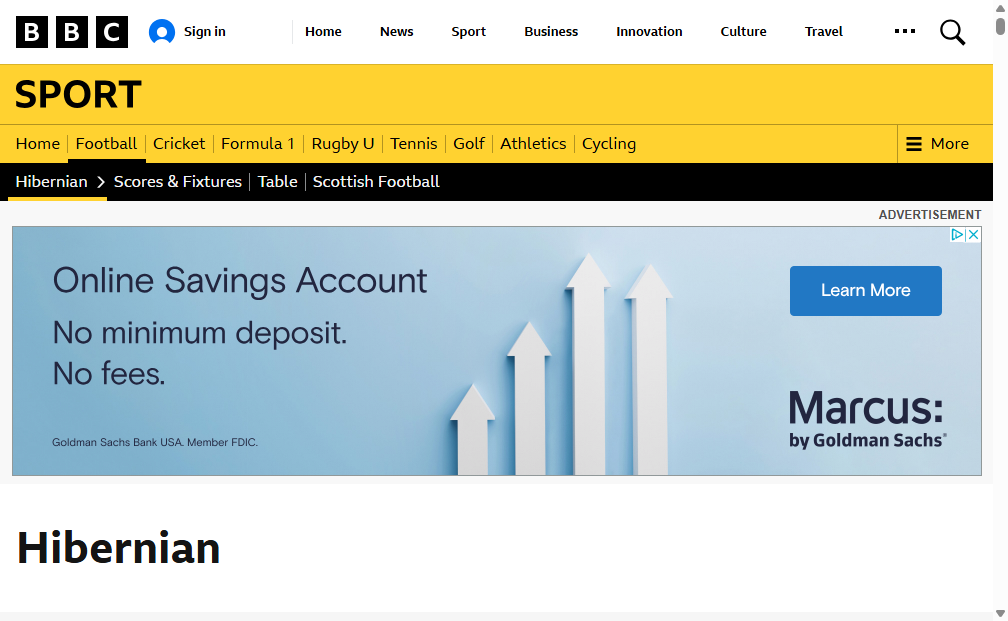 BBC Sign in Home News Sport Business Innovation Culture Travel
SPORT
Home Football Cricket Formula 1 Rugby U Tennis Golf Athletics Cycling More
Hibernian Scores & Fixtures Table Scottish Football
ADVERTISEMENT
Online Savings Account
No minimum deposit.
No fees.
Learn More
Marcus:
by Goldman Sachs®
Goldman Sachs Bank USA. Member FDIC.
Hibernian